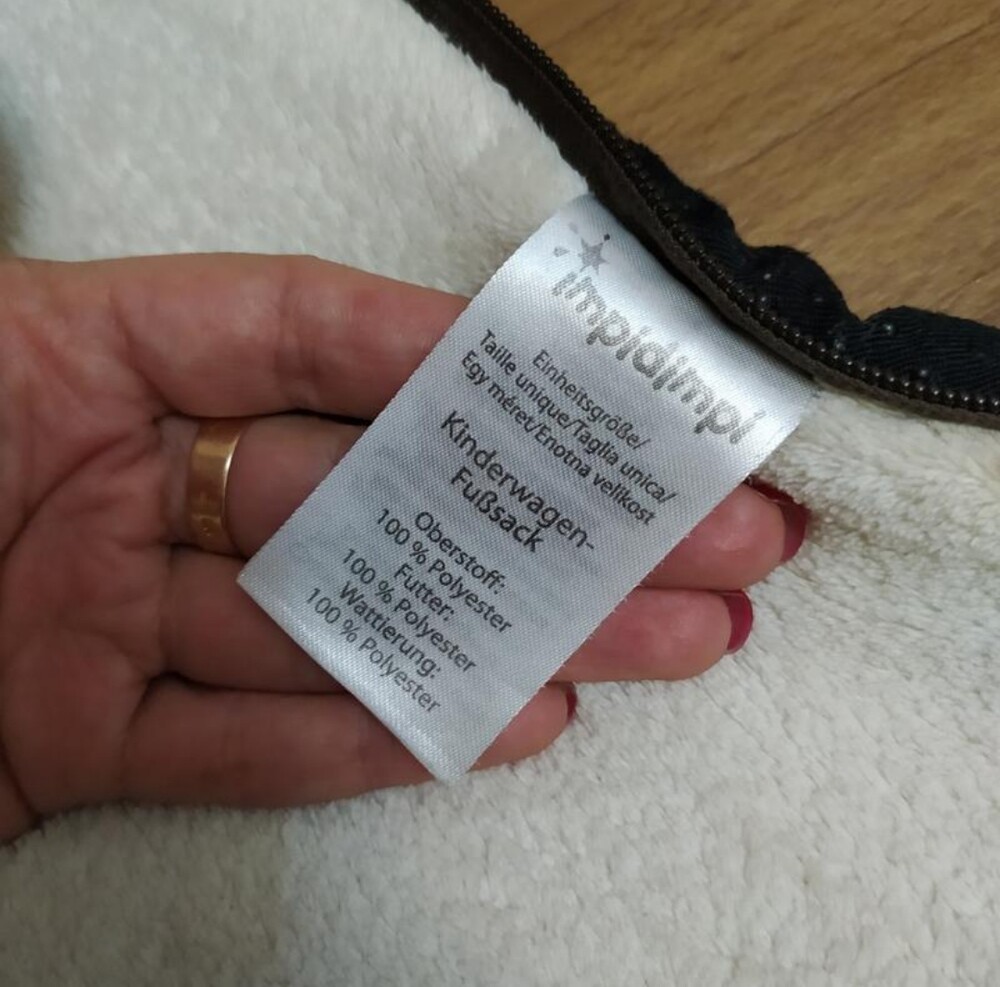 impidimpi
Einheitsgröße/
Taille unique/Taglia unica/
Egy méret/Enotna velikost
Kinderwagen-
Fußsack
Oberstoff:
100 % Polyester
Futter:
100 % Polyester
Wattierung:
100 % Polyester